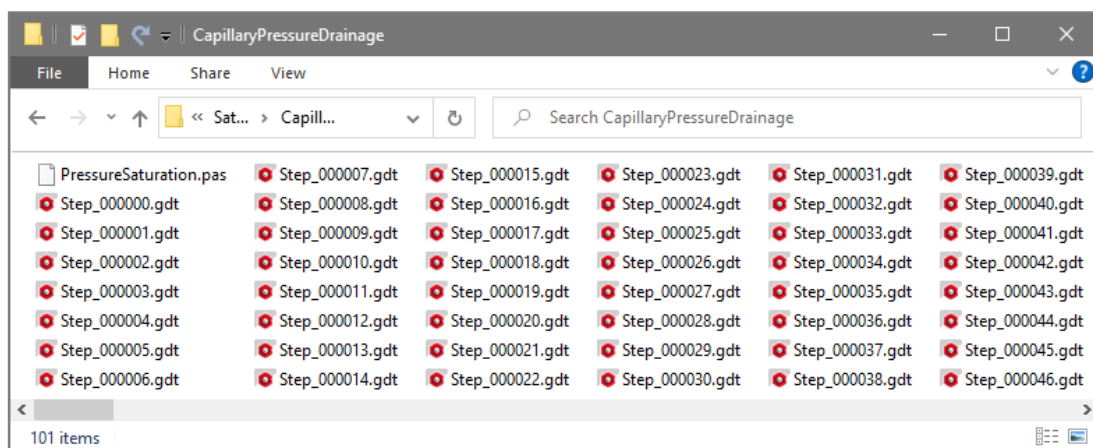 CapillaryPressureDrainage
File Home Share View
« Sat... > Capill... Search CapillaryPressureDrainage
PressureSaturation.pas Step_000007.gdt Step_000015.gdt Step_000023.gdt Step_000031.gdt Step_000039.gdt
Step_000000.gdt Step_000008.gdt Step_000016.gdt Step_000024.gdt Step_000032.gdt Step_000040.gdt
Step_000001.gdt Step_000009.gdt Step_000017.gdt Step_000025.gdt Step_000033.gdt Step_000041.gdt
Step_000002.gdt Step_000010.gdt Step_000018.gdt Step_000026.gdt Step_000034.gdt Step_000042.gdt
Step_000003.gdt Step_000011.gdt Step_000019.gdt Step_000027.gdt Step_000035.gdt Step_000043.gdt
Step_000004.gdt Step_000012.gdt Step_000020.gdt Step_000028.gdt Step_000036.gdt Step_000044.gdt
Step_000005.gdt Step_000013.gdt Step_000021.gdt Step_000029.gdt Step_000037.gdt Step_000045.gdt
Step_000006.gdt Step_000014.gdt Step_000022.gdt Step_000030.gdt Step_000038.gdt Step_000046.gdt
101 items